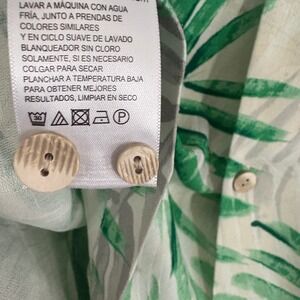 LAVAR A MÁQUINA CON AGUA
FRÍA, JUNTO A PRENDAS DE
COLORES SIMILARES
Y EN CICLO SUAVE DE LAVADO
BLANQUEADOR SIN CLORO
SOLAMENTE, SI ES NECESARIO
COLGAR PARA SECAR
PLANCHAR A TEMPERATURA BAJA
PARA OBTENER MEJORES
RESULTADOS, LIMPIAR EN SECO
30 P